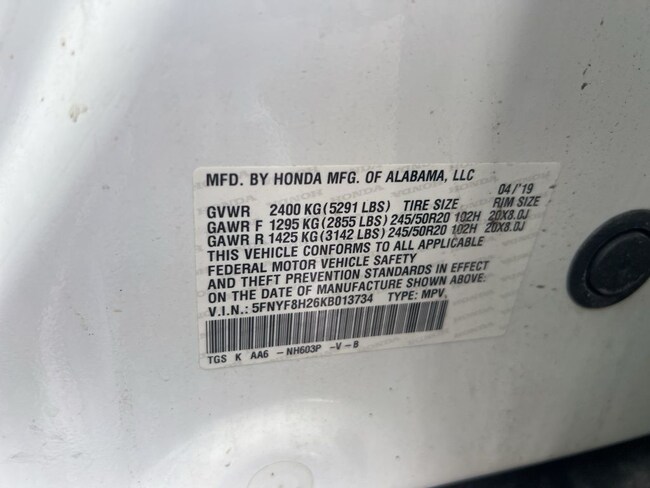 MFD. BY HONDA MFG. OF ALABAMA, LLC
04/'19
GVWR 2400 KG(5291 LBS) TIRE SIZE RIM SIZE
GAWR F 1295 KG(2855 LBS) 245/50R20 102H 20X8.0J
GAWR R 1425 KG(3142 LBS) 245/50R20 102H 20X8.0J
THIS VEHICLE CONFORMS TO ALL APPLICABLE
FEDERAL MOTOR VEHICLE SAFETY
AND THEFT PREVENTION STANDARDS IN EFFECT
ON THE DATE OF MANUFACTURE SHOWN ABOVE.
V.I.N.: 5FNYF8H26KB013734 TYPE: MPV
TGS K AA6 -NH603P -V-B